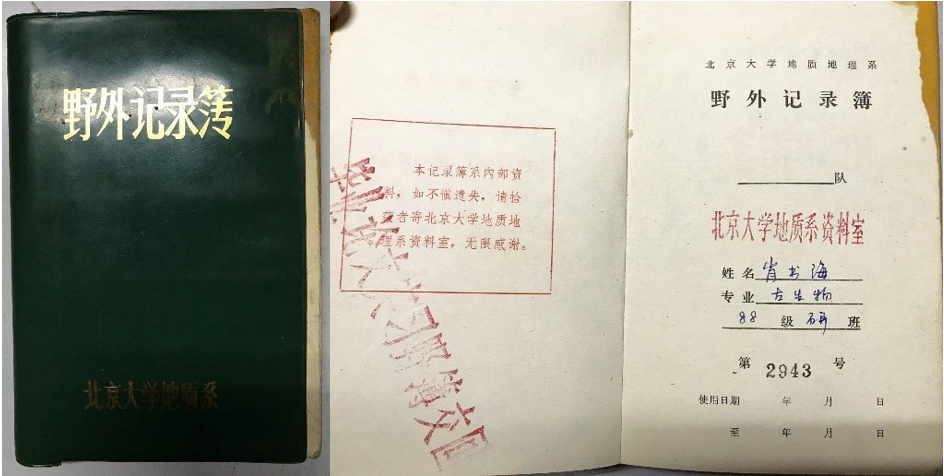 野外记录簿
北京大学地质系
本记录簿系内部资
料，如不慎遗失，请拾
获者寄北京大学地质地
理系资料室，无限感谢。
北京大学地质地理系
野外记录簿
队
北京大学地质系资料室
姓名 肖书海
专业 古生物
88 级 研 班
第 2943 号
使用日期 年 月 日
至 年 月 日